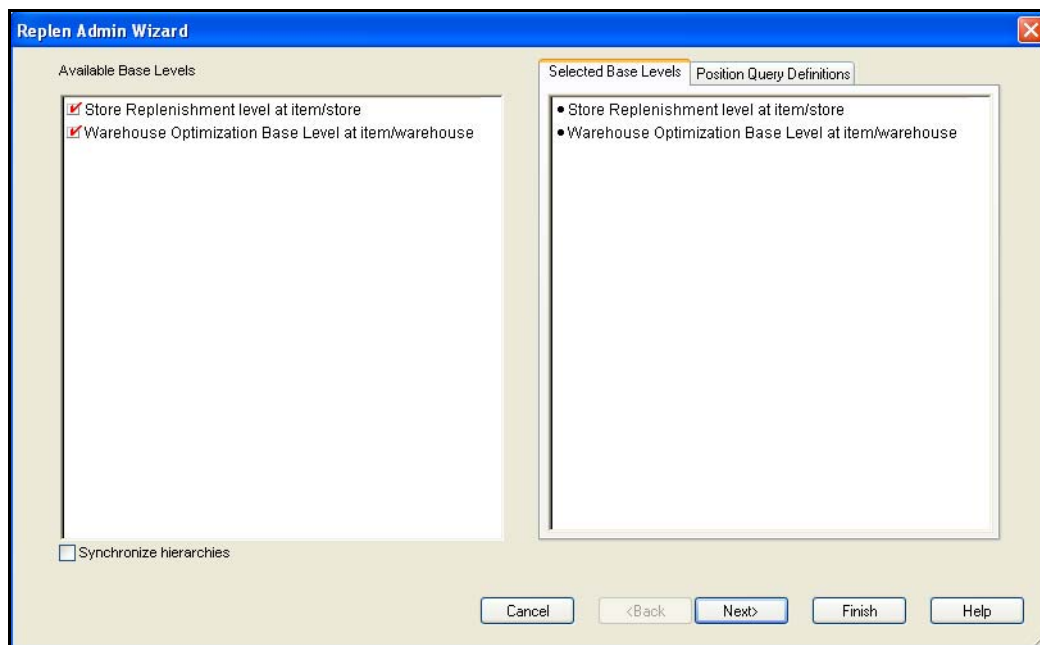 Replen Admin Wizard
Available Base Levels
Store Replenishment level at item/store
Warehouse Optimization Base Level at item/warehouse
Synchronize hierarchies
Selected Base Levels
Position Query Definitions
• Store Replenishment level at item/store
• Warehouse Optimization Base Level at item/warehouse
Cancel
<Back
Next>
Finish
Help